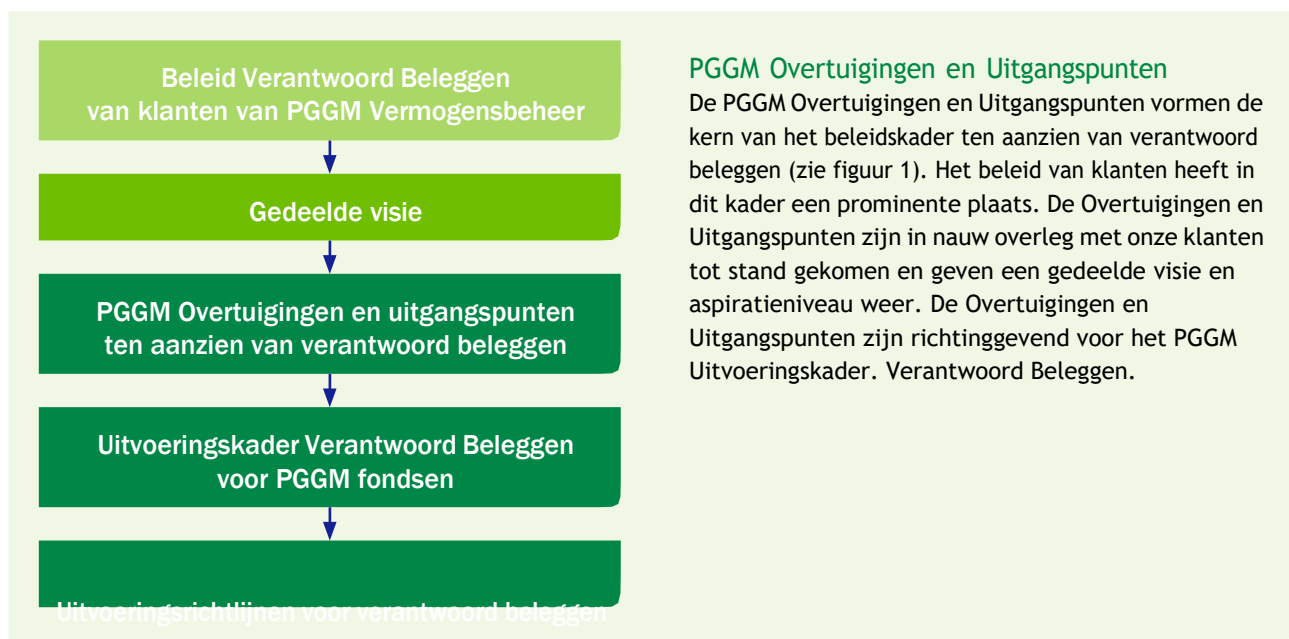 Beleid Verantwoord Beleggen
van klanten van PGGM Vermogensbeheer
Gedeelde visie
PGGM Overtuigingen en uitgangspunten
ten aanzien van verantwoord beleggen
Uitvoeringskader Verantwoord Beleggen
voor PGGM fondsen
Uitvoeringsrichtlijnen voor verantwoord beleggen
PGGM Overtuigingen en Uitgangspunten
De PGGM Overtuigingen en Uitgangspunten vormen de
kern van het beleidskader ten aanzien van verantwoord
beleggen (zie figuur 1). Het beleid van klanten heeft in
dit kader een prominente plaats. De Overtuigingen en
Uitgangspunten zijn in nauw overleg met onze klanten
tot stand gekomen en geven een gedeelde visie en
aspiratieniveau weer. De Overtuigingen en
Uitgangspunten zijn richtinggevend voor het PGGM
Uitvoeringskader. Verantwoord Beleggen.